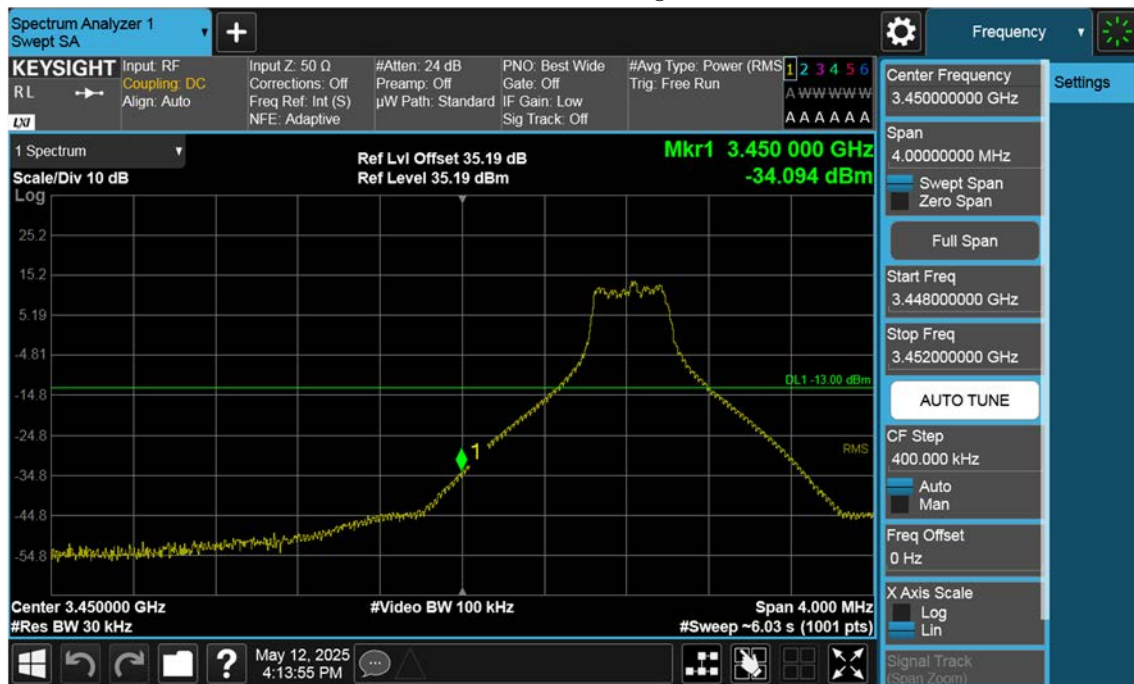 Spectrum Analyzer 1
Swept SA
+
Frequency
KEYSIGHT
RL
LXI
Input: RF
Coupling: DC
Align: Auto
Input Z: 50 Ω
Corrections: Off
Freq Ref: Int (S)
NFE: Adaptive
#Atten: 24 dB
Preamp: Off
µW Path: Standard
PNO: Best Wide
Gate: Off
IF Gain: Low
Sig Track: Off
#Avg Type: Power (RMS
Trig: Free Run
1 2 3 4 5 6
A W W W W W
A A A A A A
1 Spectrum
Scale/Div 10 dB
Ref Lvl Offset 35.19 dB
Ref Level 35.19 dBm
Mkr1 3.450 000 GHz
-34.094 dBm
Log
25.2
15.2
5.19
-4.81
-14.8
-24.8
-34.8
-44.8
-54.8
DL1 -13.00 dBm
RMS
1
Center 3.450000 GHz
#Res BW 30 kHz
#Video BW 100 kHz
Span 4.000 MHz
#Sweep ~6.03 s (1001 pts)
Center Frequency
3.450000000 GHz
Span
4.00000000 MHz
Swept Span
Zero Span
Full Span
Start Freq
3.448000000 GHz
Stop Freq
3.452000000 GHz
AUTO TUNE
CF Step
400.000 kHz
Auto
Man
Freq Offset
0 Hz
X Axis Scale
Log
Lin
Signal Track
(Span Zoom)
Settings
?
May 12, 2025
4:13:55 PM